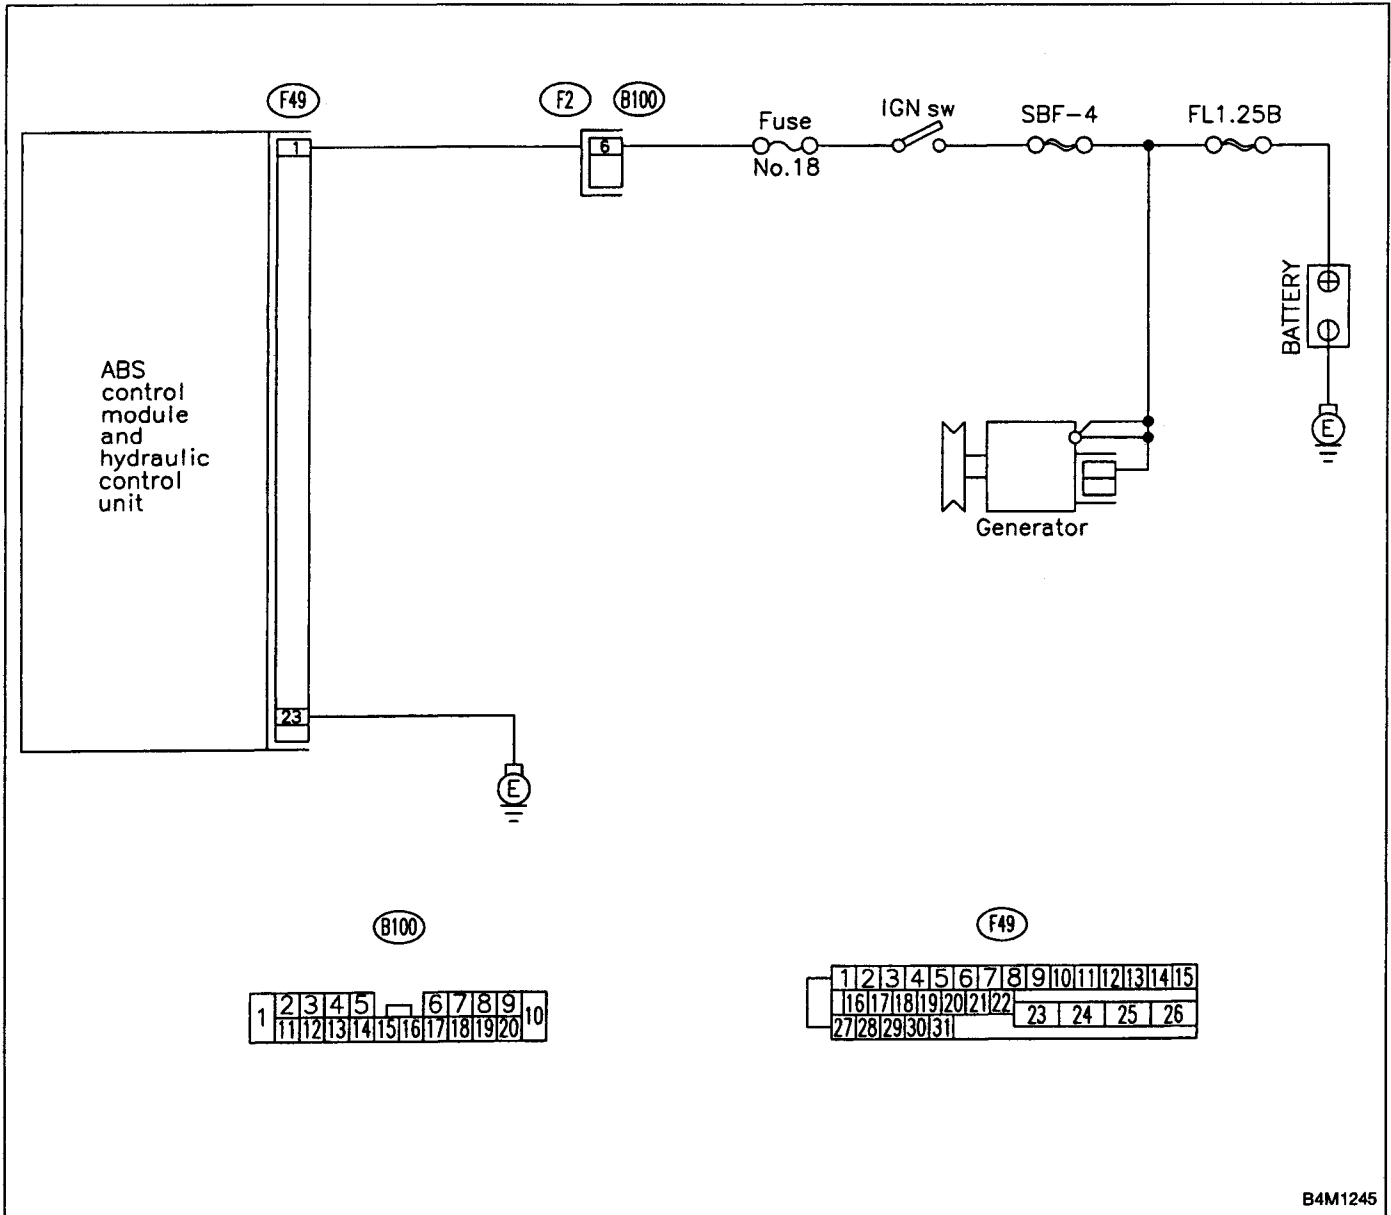 F49
F2
B100
Fuse
No.18
IGN sw
SBF-4
FL1.25B
1
6
BATTERY
E
ABS
control
module
and
hydraulic
control
unit
Generator
23
E
B100
1 2 3 4 5 6 7 8 9 10
11 12 13 14 15 16 17 18 19 20
F49
1 2 3 4 5 6 7 8 9 10 11 12 13 14 15
16 17 18 19 20 21 22 23 24 25 26
27 28 29 30 31
B4M1245